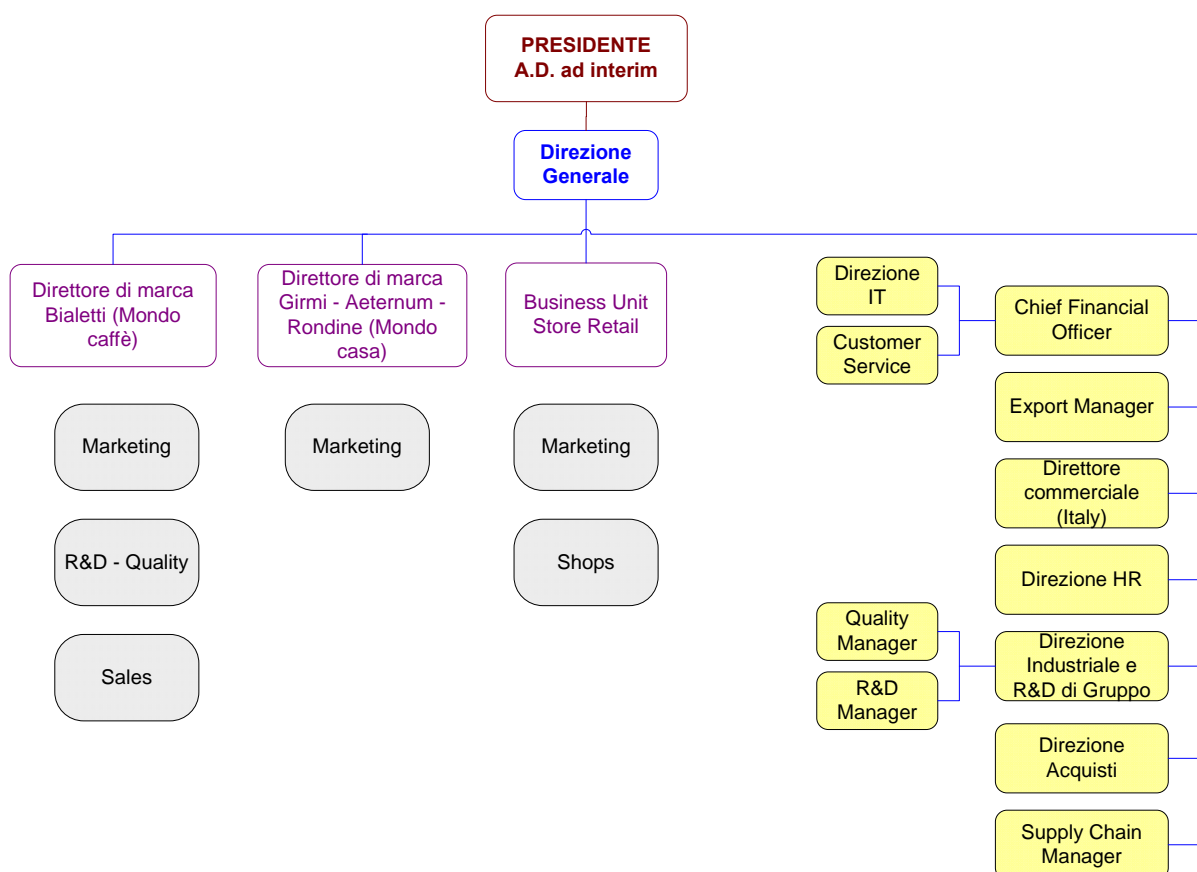 PRESIDENTE
A.D. ad interim
Direzione
Generale
Direttore di marca
Bialetti (Mondo
caffè)
Direttore di marca
Girmi - Aeternum -
Rondine (Mondo
casa)
Business Unit
Store Retail
Marketing
R&D - Quality
Sales
Marketing
Marketing
Shops
Direzione
IT
Customer
Service
Chief Financial
Officer
Export Manager
Direttore
commerciale
(Italy)
Direzione HR
Quality
Manager
R&D
Manager
Direzione
Industriale e
R&D di Gruppo
Direzione
Acquisti
Supply Chain
Manager